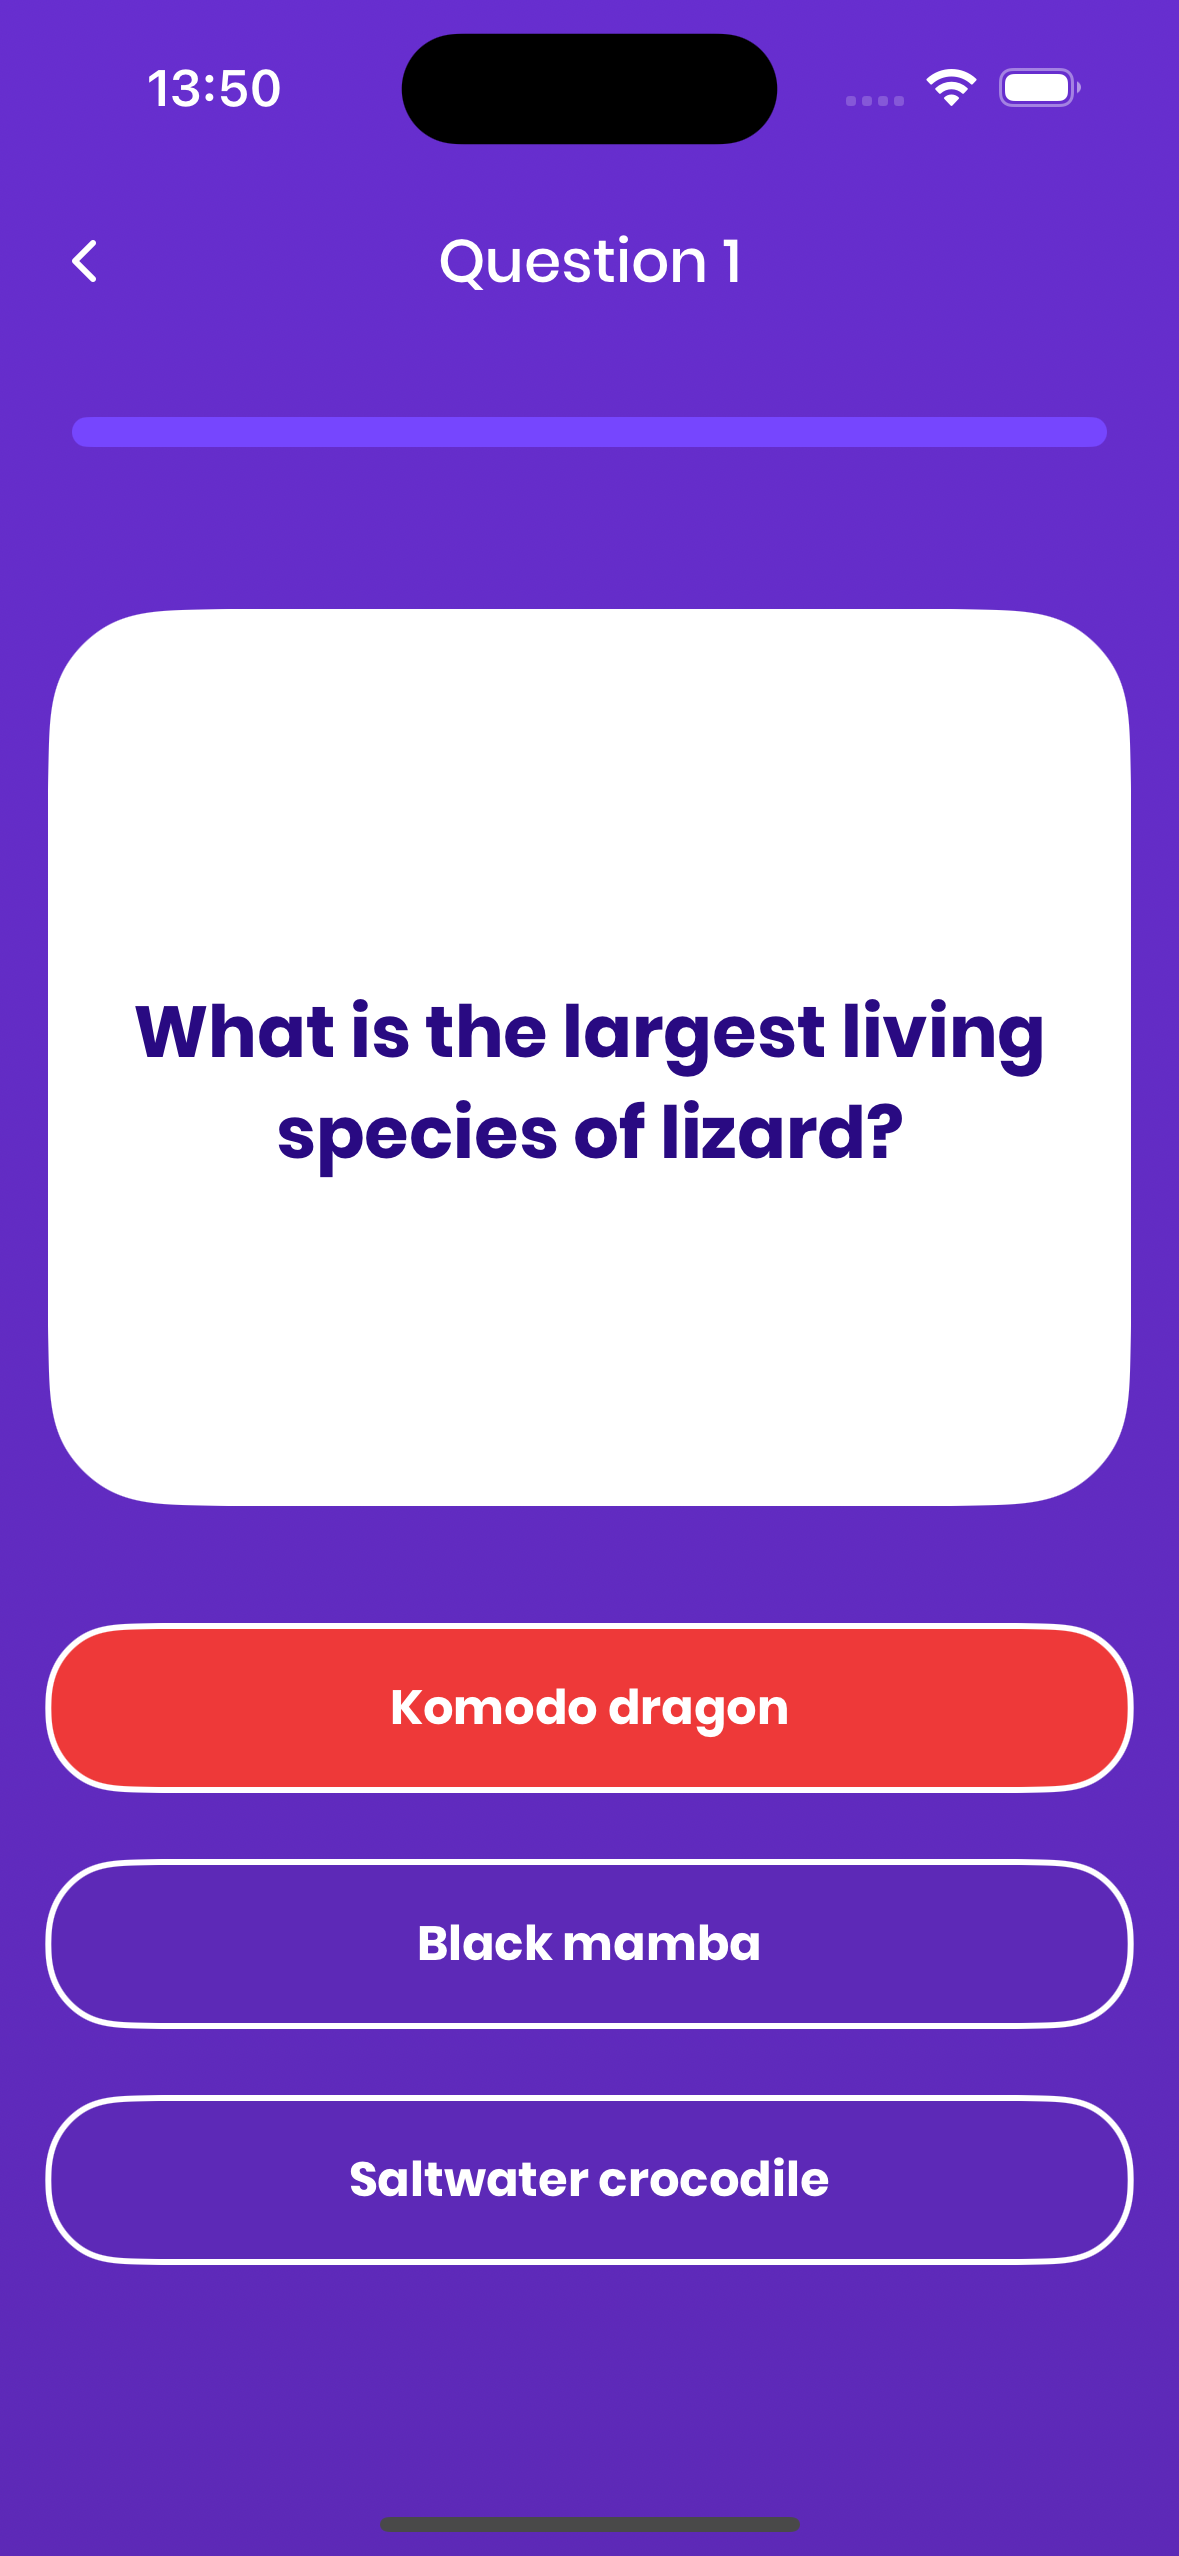 13:50
Question 1
What is the largest living
species of lizard?
Komodo dragon
Black mamba
Saltwater crocodile